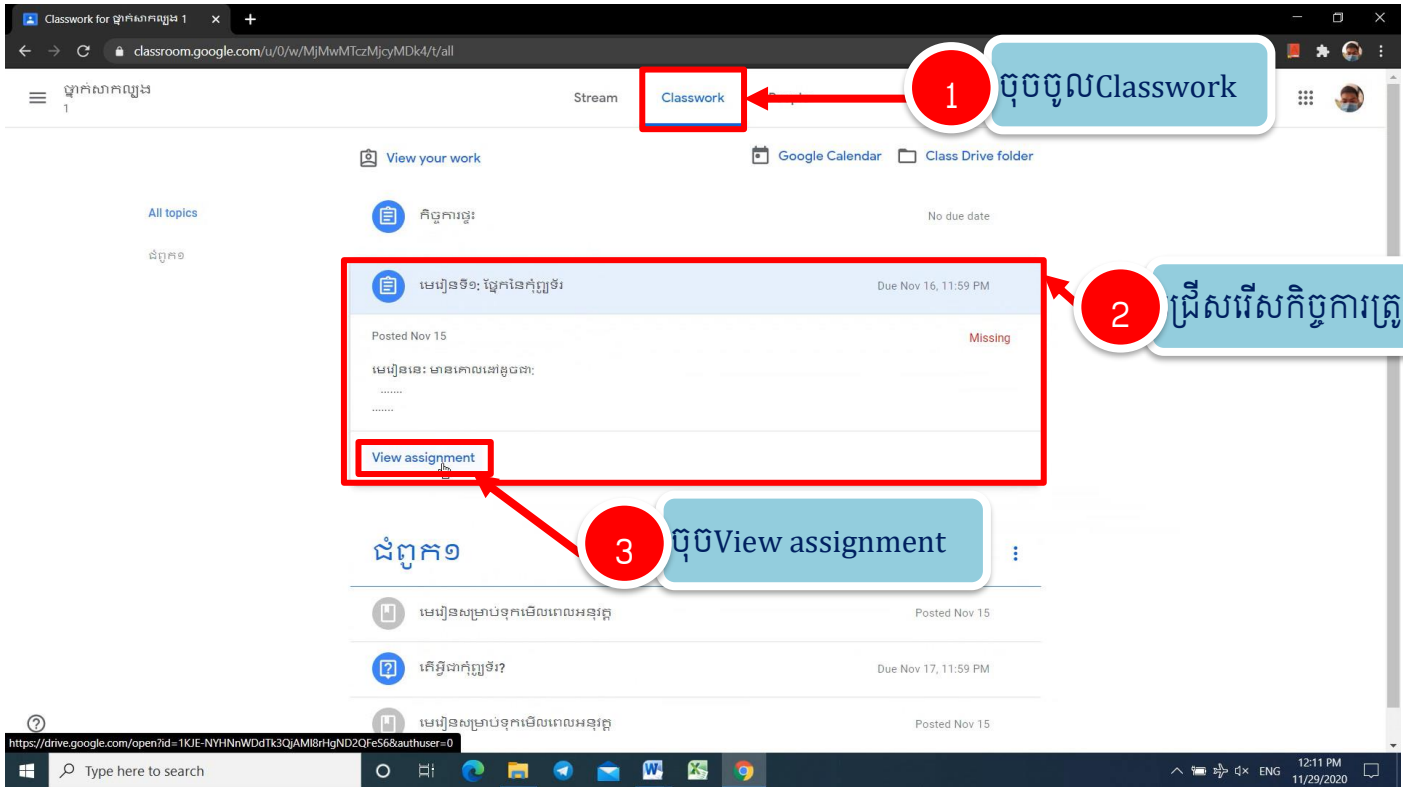 Classwork for ថ្នាក់សាកល្បង 1
classroom.google.com/u/0/w/MjMwMTczMjcyMDk4/t/all
ថ្នាក់សាកល្បង
1
Stream
Classwork
1
ចុចចូលClasswork
View your work
Google Calendar
Class Drive folder
All topics
ជំពូក១
កិច្ចការផ្ទះ
No due date
មេរៀនទី១: ផ្នែកនៃកុំព្យូទ័រ
Due Nov 16, 11:59 PM
2
ជ្រើសរើសកិច្ចការត្រូ
Posted Nov 15
Missing
មេរៀននេះ មានគោលដៅដូចជា:
.......
.......
View assignment
3
ចុចView assignment
ជំពូក១
មេរៀនសម្រាប់ទុកមើលពេលអនុវត្ត
Posted Nov 15
តើអ្វីជាកុំព្យូទ័រ?
Due Nov 17, 11:59 PM
មេរៀនសម្រាប់ទុកមើលពេលអនុវត្ត
Posted Nov 15
https://drive.google.com/open?id=1KJE-NYHNnWDdTk3QjAMI8rHgND2QFeS6&authuser=0
Type here to search
ENG
12:11 PM
11/29/2020